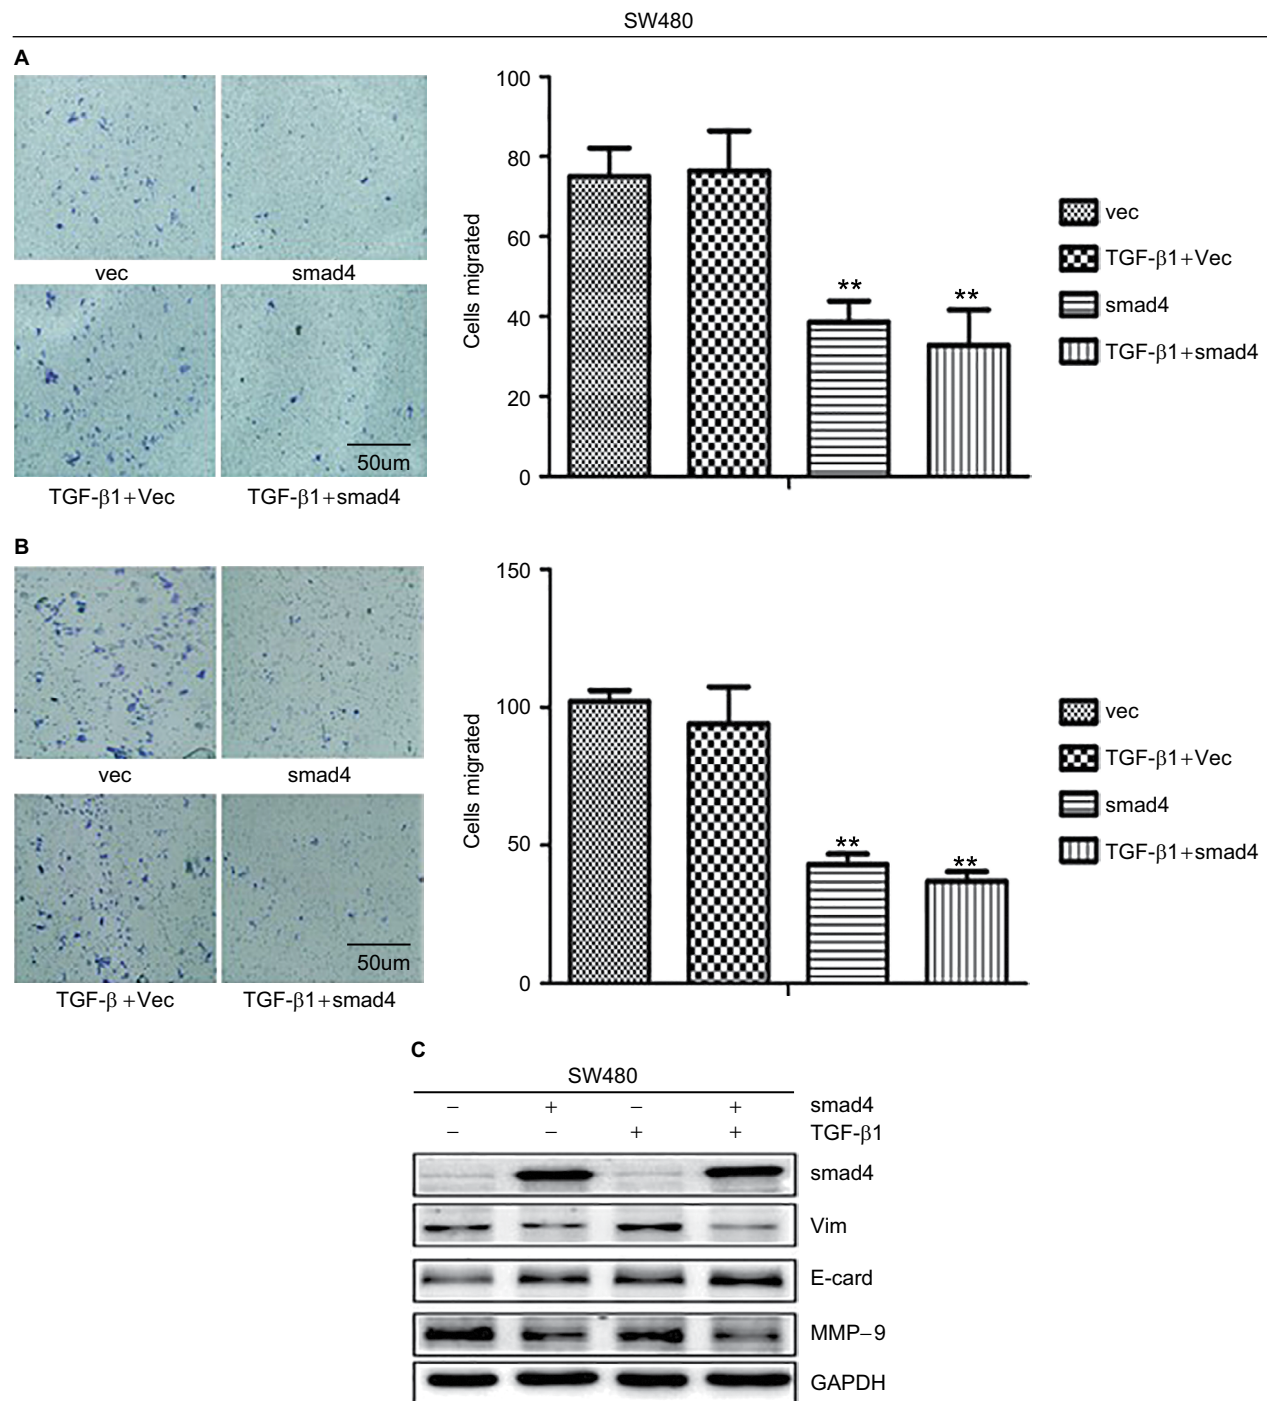 SW480
A
vec
smad4
TGF-β1+Vec
TGF-β1+smad4
50um
Cells migrated
100
80
60
40
20
0
**
**
vec
TGF-β1+Vec
smad4
TGF-β1+smad4
B
vec
smad4
TGF-β +Vec
TGF-β1+smad4
50um
Cells migrated
150
100
50
0
**
**
vec
TGF-β1+Vec
smad4
TGF-β1+smad4
C
SW480
− + − + smad4
− − + + TGF-β1
smad4
Vim
E-card
MMP−9
GAPDH